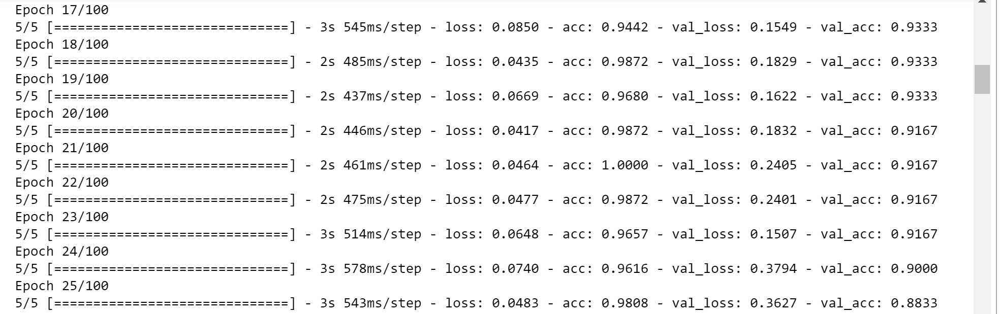 Epoch 17/100
5/5 [==============================] - 3s 545ms/step - loss: 0.0850 - acc: 0.9442 - val_loss: 0.1549 - val_acc: 0.9333
Epoch 18/100
5/5 [==============================] - 2s 485ms/step - loss: 0.0435 - acc: 0.9872 - val_loss: 0.1829 - val_acc: 0.9333
Epoch 19/100
5/5 [==============================] - 2s 437ms/step - loss: 0.0669 - acc: 0.9680 - val_loss: 0.1622 - val_acc: 0.9333
Epoch 20/100
5/5 [==============================] - 2s 446ms/step - loss: 0.0417 - acc: 0.9872 - val_loss: 0.1832 - val_acc: 0.9167
Epoch 21/100
5/5 [==============================] - 2s 461ms/step - loss: 0.0464 - acc: 1.0000 - val_loss: 0.2405 - val_acc: 0.9167
Epoch 22/100
5/5 [==============================] - 2s 475ms/step - loss: 0.0477 - acc: 0.9872 - val_loss: 0.2401 - val_acc: 0.9167
Epoch 23/100
5/5 [==============================] - 3s 514ms/step - loss: 0.0648 - acc: 0.9657 - val_loss: 0.1507 - val_acc: 0.9167
Epoch 24/100
5/5 [==============================] - 3s 578ms/step - loss: 0.0740 - acc: 0.9616 - val_loss: 0.3794 - val_acc: 0.9000
Epoch 25/100
5/5 [==============================] - 3s 543ms/step - loss: 0.0483 - acc: 0.9808 - val_loss: 0.3627 - val_acc: 0.8833